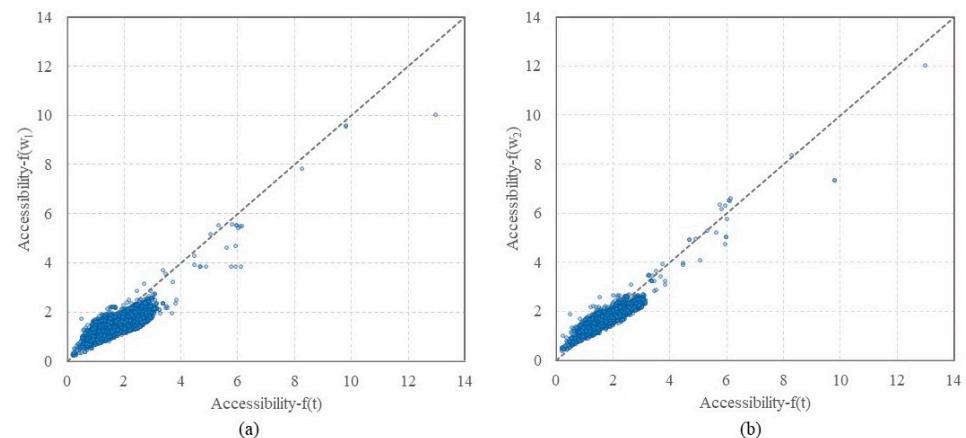 14
12
10
8
6
4
2
0
Accessibility-f(w₁)
0 2 4 6 8 10 12 14
Accessibility-f(t)
(a)
14
12
10
8
6
4
2
0
Accessibility-f(w₂)
0 2 4 6 8 10 12 14
Accessibility-f(t)
(b)